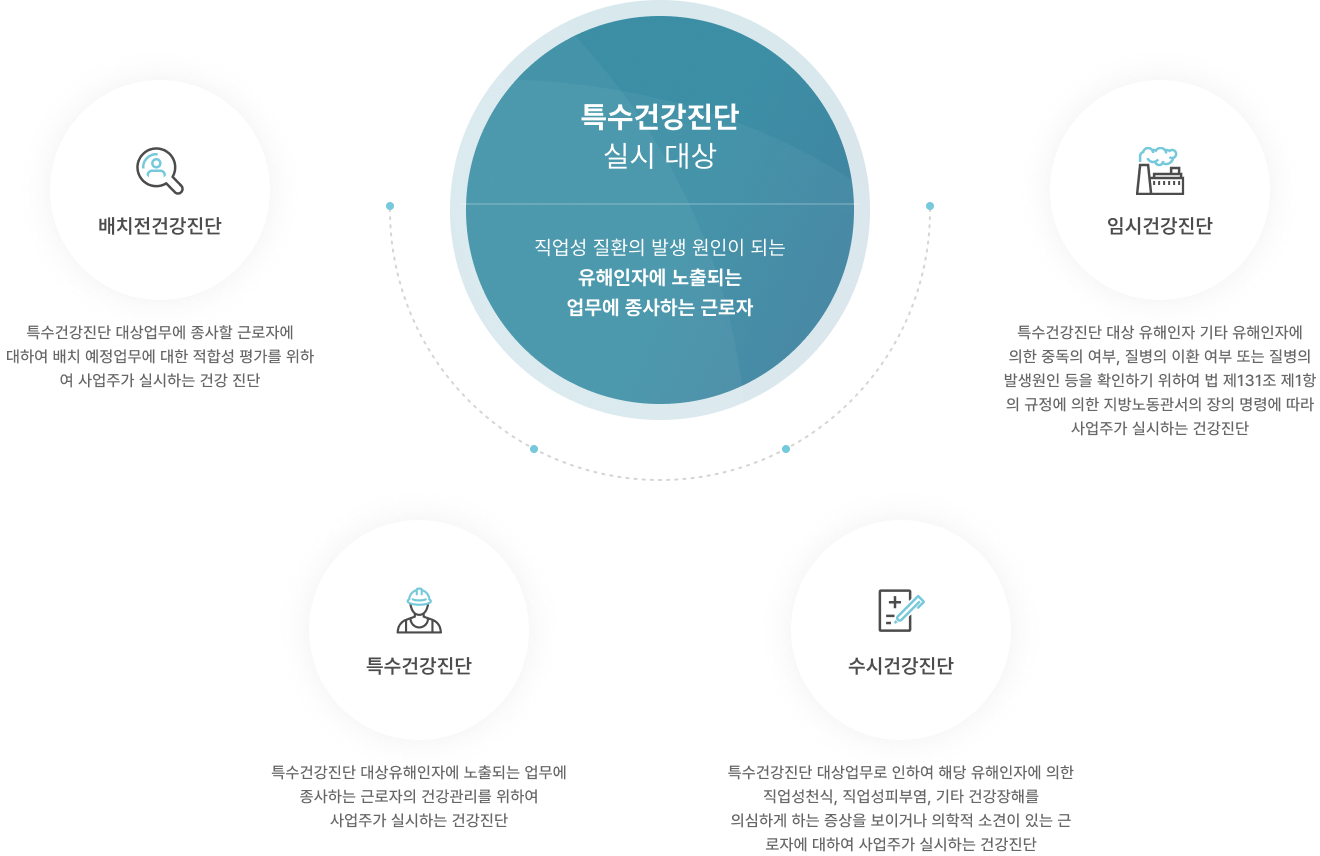 특수건강진단
실시 대상
직업성 질환의 발생 원인이 되는
유해인자에 노출되는
업무에 종사하는 근로자
배치전건강진단
특수건강진단 대상업무에 종사할 근로자에
대하여 배치 예정업무에 대한 적합성 평가를 위하
여 사업주가 실시하는 건강 진단
임시건강진단
특수건강진단 대상 유해인자 기타 유해인자에
의한 중독의 여부, 질병의 이환 여부 또는 질병의
발생원인 등을 확인하기 위하여 법 제131조 제1항
의 규정에 의한 지방노동관서의 장의 명령에 따라
사업주가 실시하는 건강진단
특수건강진단
특수건강진단 대상유해인자에 노출되는 업무에
종사하는 근로자의 건강관리를 위하여
사업주가 실시하는 건강진단
수시건강진단
특수건강진단 대상업무로 인하여 해당 유해인자에 의한
직업성천식, 직업성피부염, 기타 건강장해를
의심하게 하는 증상을 보이거나 의학적 소견이 있는 근
로자에 대하여 사업주가 실시하는 건강진단